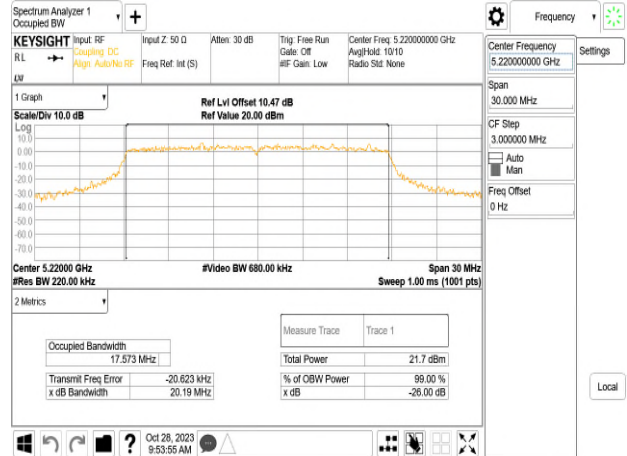 Spectrum Analyzer 1
Occupied BW
Frequency
KEYSIGHT
RL
Input: RF
Coupling: DC
Align: Auto/No RF
Input Z: 50 Ω
Freq Ref: Int (S)
Atten: 30 dB
Trig: Free Run
Gate: Off
#IF Gain: Low
Center Freq: 5.220000000 GHz
Avg|Hold: 10/10
Radio Std: None
Center Frequency
5.220000000 GHz
Settings
Span
30.000 MHz
CF Step
3.000000 MHz
Auto
Man
Freq Offset
0 Hz
Local
1 Graph
Scale/Div 10.0 dB
Ref Lvl Offset 10.47 dB
Ref Value 20.00 dBm
Log
10.0
0.00
-10.0
-20.0
-30.0
-40.0
-50.0
-60.0
-70.0
Center 5.22000 GHz
#Video BW 680.00 kHz
Span 30 MHz
#Res BW 220.00 kHz
Sweep 1.00 ms (1001 pts)
2 Metrics
Measure Trace
Trace 1
Occupied Bandwidth
17.573 MHz
Total Power
21.7 dBm
Transmit Freq Error
-20.623 kHz
% of OBW Power
99.00 %
x dB Bandwidth
20.19 MHz
x dB
-26.00 dB
?
Oct 28, 2023
9:53:55 AM